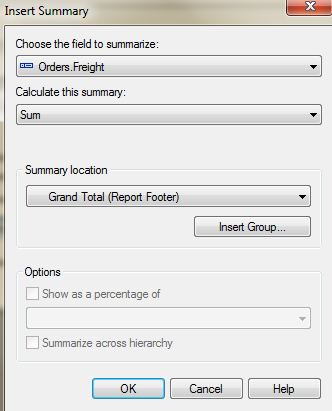 Insert Summary
X
Choose the field to summarize:
Orders.Freight
Calculate this summary:
Sum
Summary location
Grand Total (Report Footer)
Insert Group...
Options
Show as a percentage of
Summarize across hierarchy
OK Cancel Help